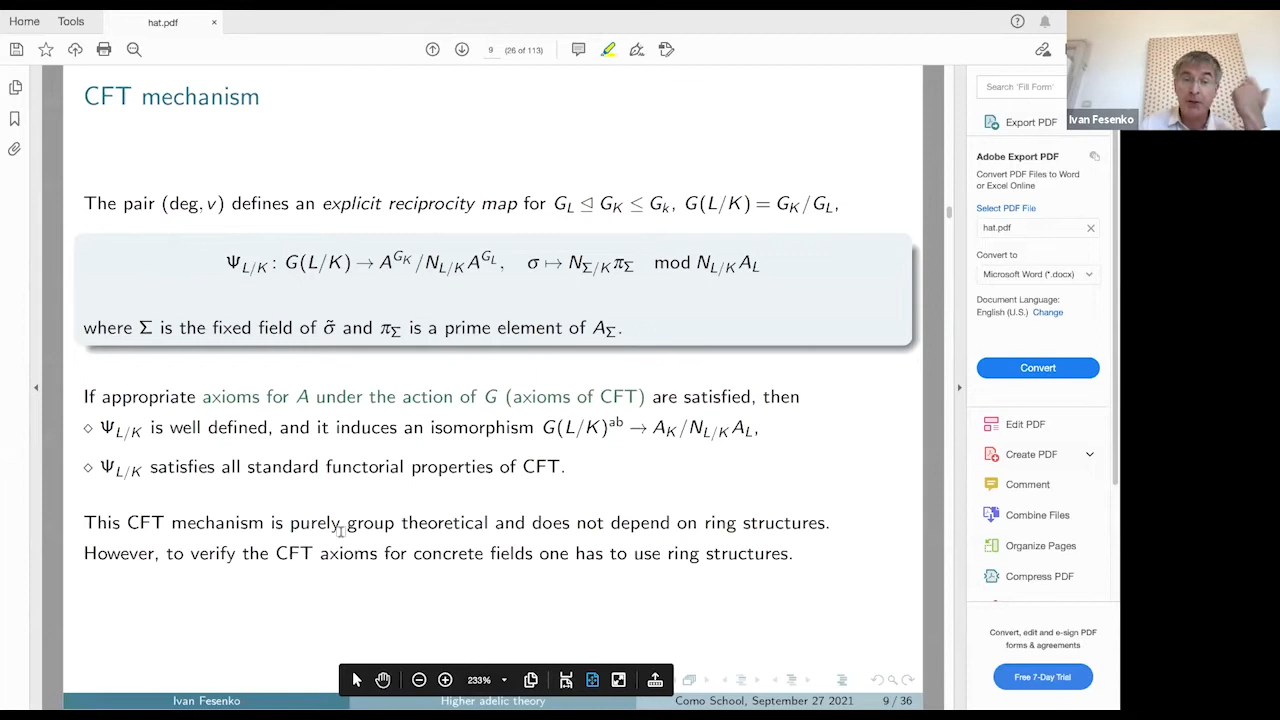 Home Tools hat.pdf ×
9 (26 of 113)
CFT mechanism
The pair (deg, v) defines an explicit reciprocity map for G_L ⊴ G_K ≤ G_k, G(L/K) = G_K/G_L,
Ψ_{L/K} : G(L/K) → A^{G_K}/N_{L/K}A^{G_L}, σ ↦ N_{Σ/K}π_Σ mod N_{L/K}A_L
where Σ is the fixed field of σ̃ and π_Σ is a prime element of A_Σ.
If appropriate axioms for A under the action of G (axioms of CFT) are satisfied, then
◇ Ψ_{L/K} is well defined, and it induces an isomorphism G(L/K)^{ab} → A_K/N_{L/K}A_L,
◇ Ψ_{L/K} satisfies all standard functorial properties of CFT.
This CFT mechanism is purely group theoretical and does not depend on ring structures.
However, to verify the CFT axioms for concrete fields one has to use ring structures.
233%
Ivan Fesenko Higher adelic theory Como School, September 27 2021 9 / 36
Search 'Fill Form'
Export PDF
Adobe Export PDF
Convert PDF Files to Word
or Excel Online
Select PDF File
hat.pdf
Convert to
Microsoft Word (*.docx)
Document Language:
English (U.S.) Change
Convert
Edit PDF
Create PDF
Comment
Combine Files
Organize Pages
Compress PDF
Convert, edit and e-sign PDF
forms & agreements
Free 7-Day Trial
Ivan Fesenko